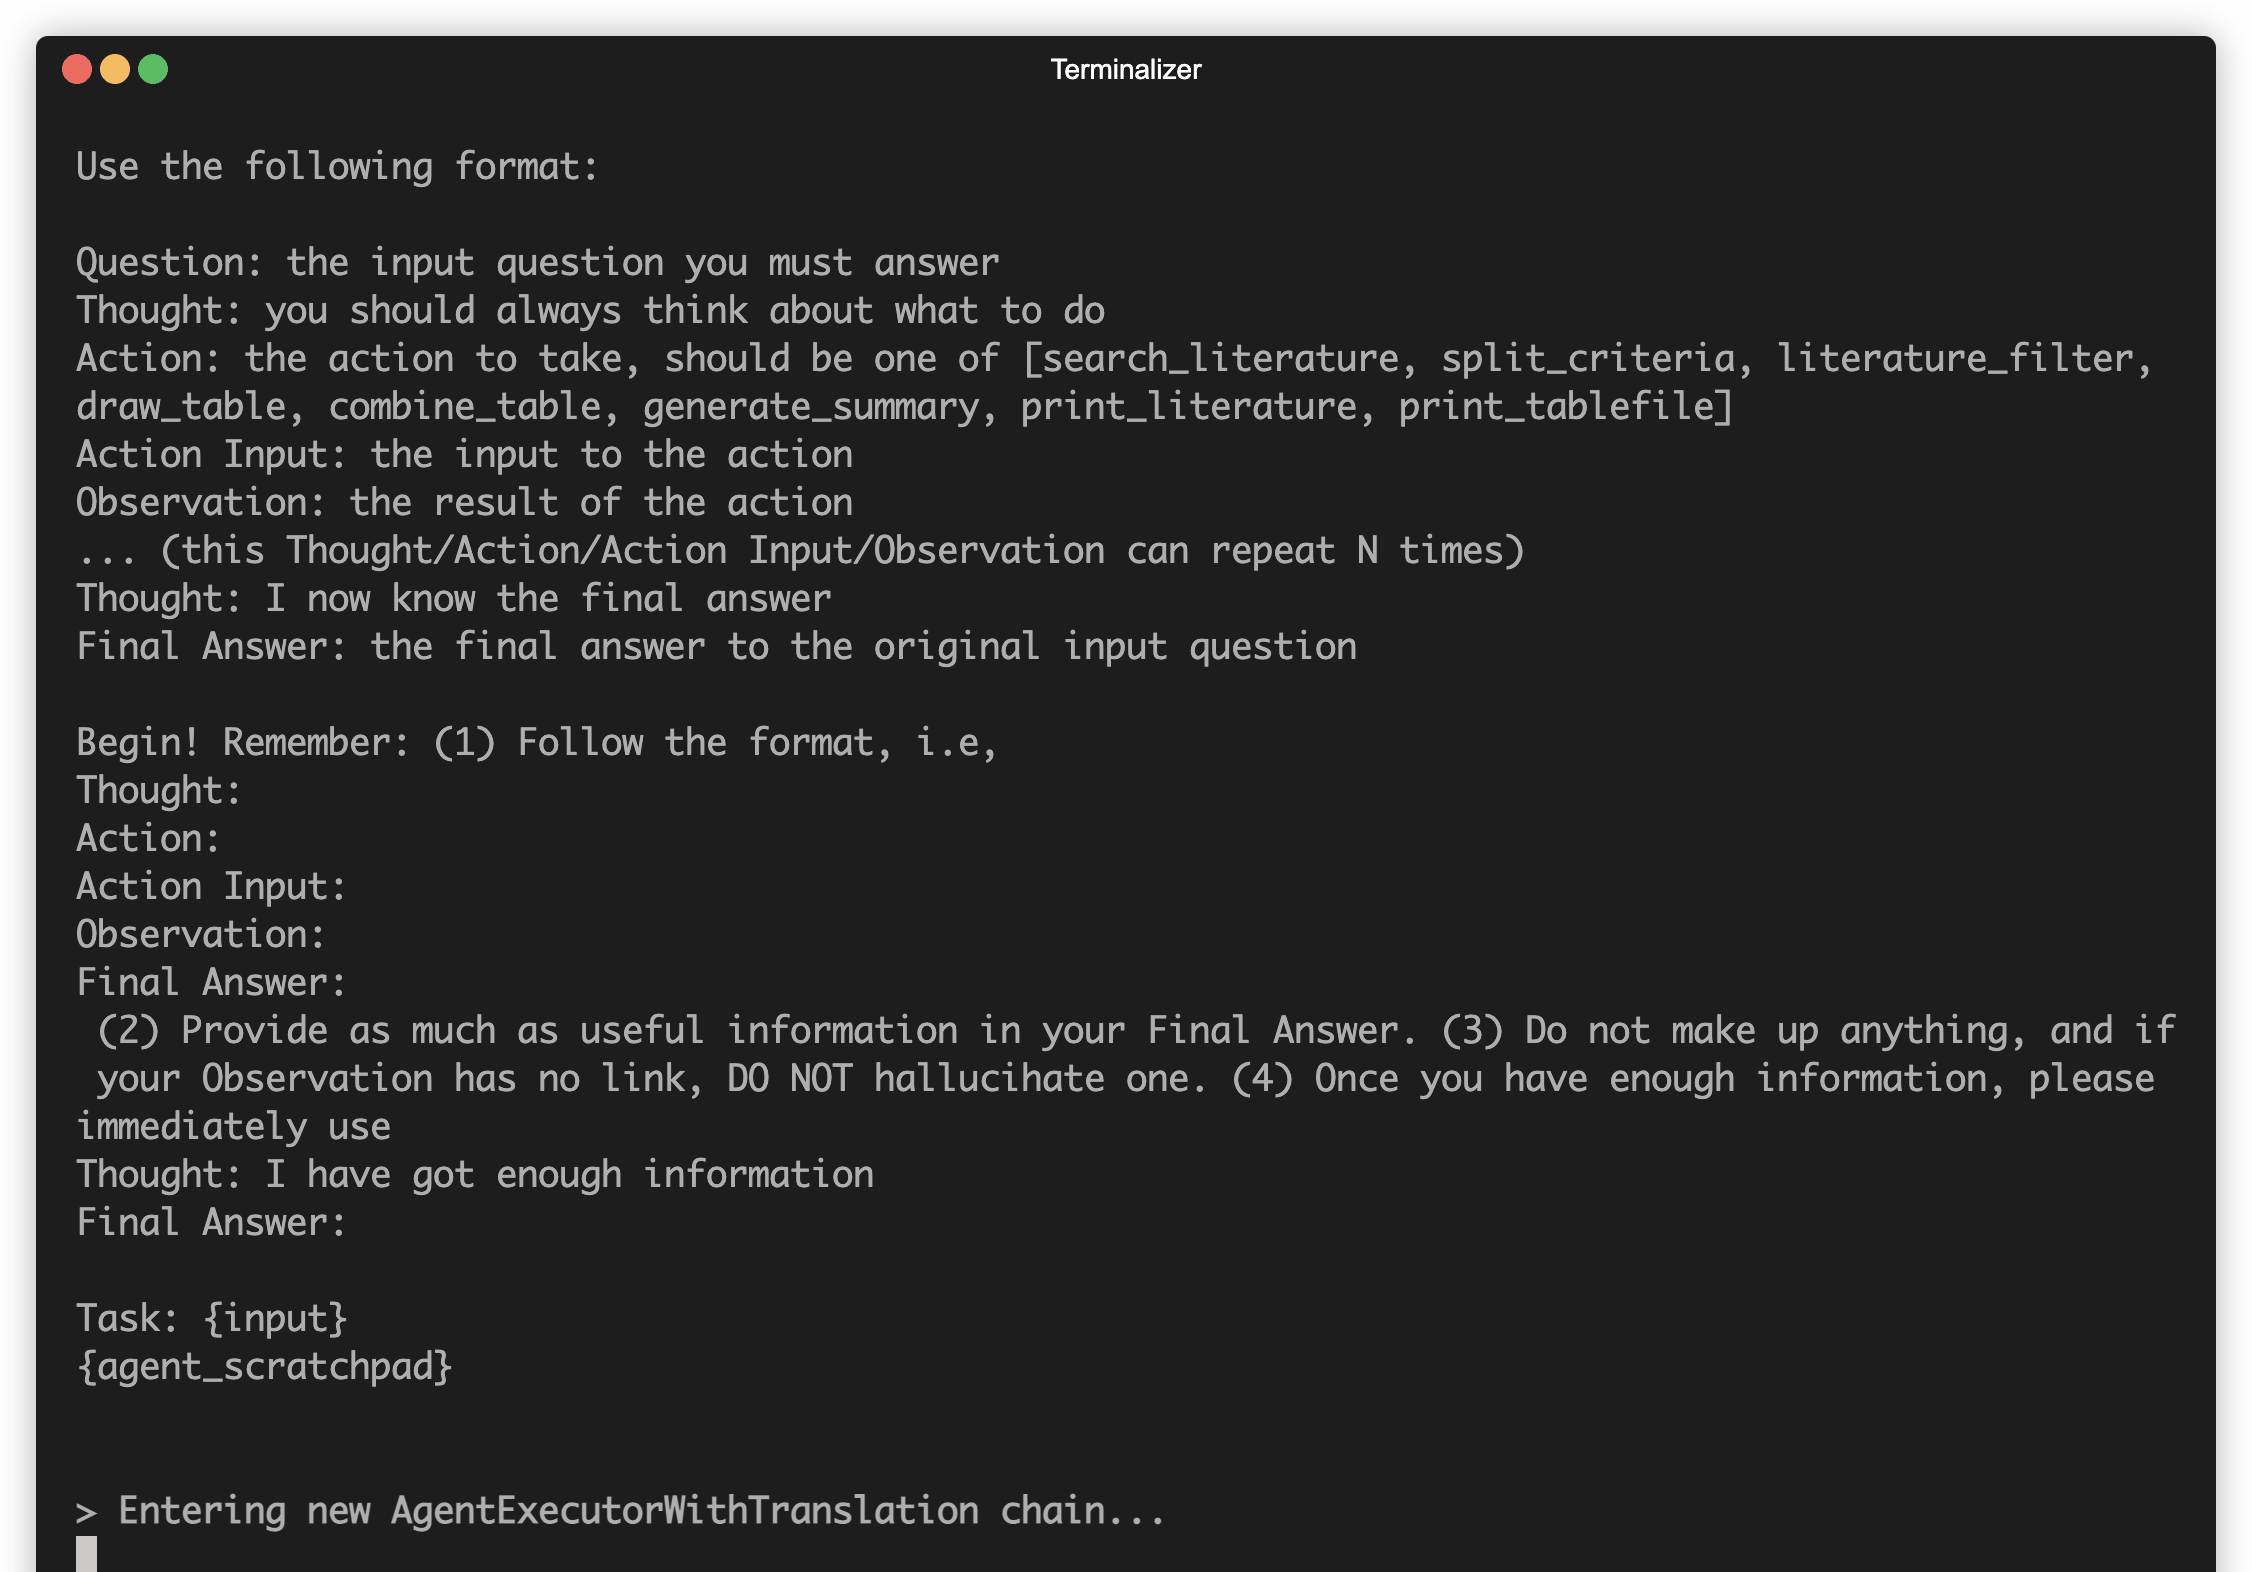 Terminalizer
Use the following format:
Question: the input question you must answer
Thought: you should always think about what to do
Action: the action to take, should be one of [search_literature, split_criteria, literature_filter,
draw_table, combine_table, generate_summary, print_literature, print_tablefile]
Action Input: the input to the action
Observation: the result of the action
... (this Thought/Action/Action Input/Observation can repeat N times)
Thought: I now know the final answer
Final Answer: the final answer to the original input question
Begin! Remember: (1) Follow the format, i.e,
Thought:
Action:
Action Input:
Observation:
Final Answer:
(2) Provide as much as useful information in your Final Answer. (3) Do not make up anything, and if
your Observation has no link, DO NOT hallucihate one. (4) Once you have enough information, please
immediately use
Thought: I have got enough information
Final Answer:
Task: {input}
{agent_scratchpad}
> Entering new AgentExecutorWithTranslation chain...